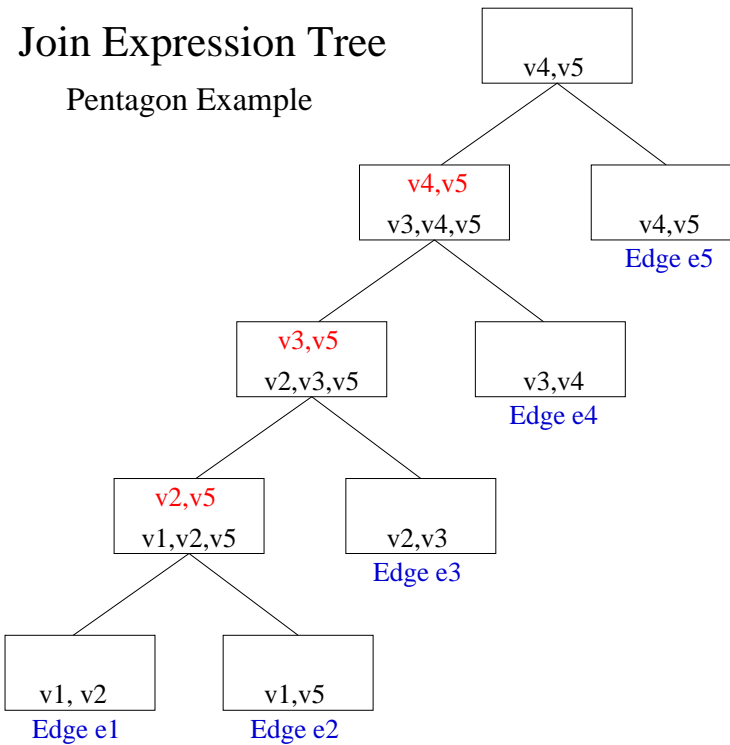 Join Expression Tree
Pentagon Example
v4,v5
v4,v5
v3,v4,v5
v4,v5
Edge e5
v3,v5
v2,v3,v5
v3,v4
Edge e4
v2,v5
v1,v2,v5
v2,v3
Edge e3
v1, v2
Edge e1
v1,v5
Edge e2